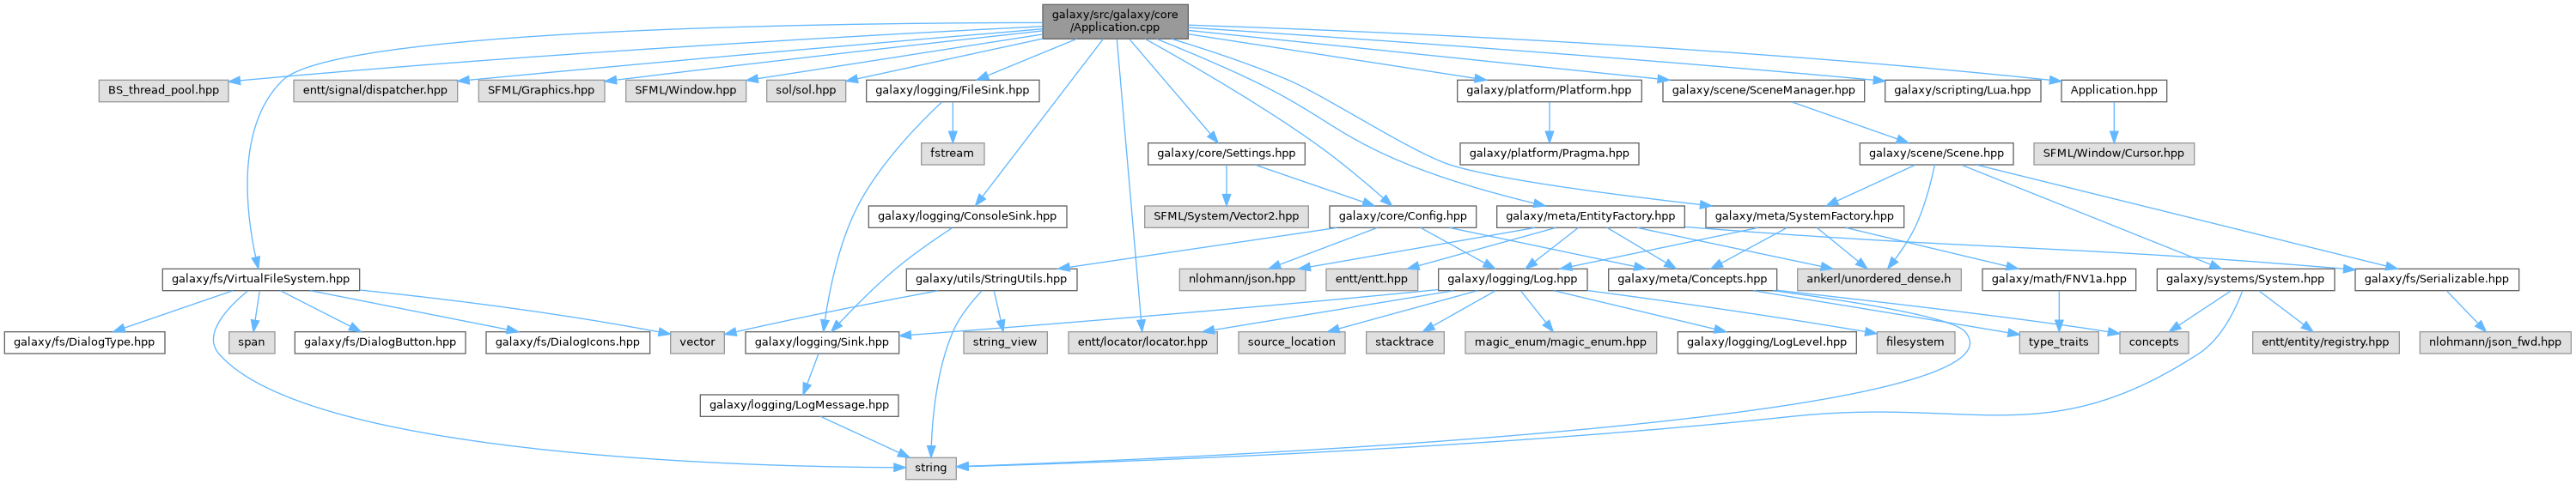 galaxy/src/galaxy/core
/Application.cpp
BS_thread_pool.hpp
entt/signal/dispatcher.hpp
SFML/Graphics.hpp
SFML/Window.hpp
sol/sol.hpp
galaxy/logging/FileSink.hpp
galaxy/platform/Platform.hpp
galaxy/scene/SceneManager.hpp
galaxy/scripting/Lua.hpp
Application.hpp
fstream
galaxy/core/Settings.hpp
galaxy/platform/Pragma.hpp
galaxy/scene/Scene.hpp
SFML/Window/Cursor.hpp
galaxy/logging/ConsoleSink.hpp
SFML/System/Vector2.hpp
galaxy/core/Config.hpp
galaxy/meta/EntityFactory.hpp
galaxy/meta/SystemFactory.hpp
galaxy/fs/VirtualFileSystem.hpp
galaxy/utils/StringUtils.hpp
nlohmann/json.hpp
entt/entt.hpp
galaxy/logging/Log.hpp
galaxy/meta/Concepts.hpp
ankerl/unordered_dense.h
galaxy/math/FNV1a.hpp
galaxy/systems/System.hpp
galaxy/fs/Serializable.hpp
galaxy/fs/DialogType.hpp
span
galaxy/fs/DialogButton.hpp
galaxy/fs/DialogIcons.hpp
vector
galaxy/logging/Sink.hpp
string_view
entt/locator/locator.hpp
source_location
stacktrace
magic_enum/magic_enum.hpp
galaxy/logging/LogLevel.hpp
filesystem
type_traits
concepts
entt/entity/registry.hpp
nlohmann/json_fwd.hpp
galaxy/logging/LogMessage.hpp
string